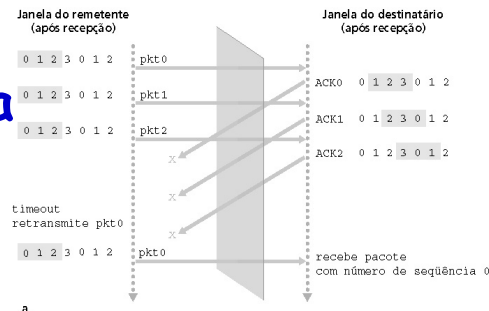 Janela do remetente
(após recepção)
Janela do destinatário
(após recepção)
0 1 2 3 0 1 2
pkt0
ACK0 0 1 2 3 0 1 2
0 1 2 3 0 1 2
pkt1
ACK1 0 1 2 3 0 1 2
0 1 2 3 0 1 2
pkt2
ACK2 0 1 2 3 0 1 2
X
X
timeout
retransmite pkt0
X
0 1 2 3 0 1 2
pkt0
recebe pacote
com número de seqüência 0
a